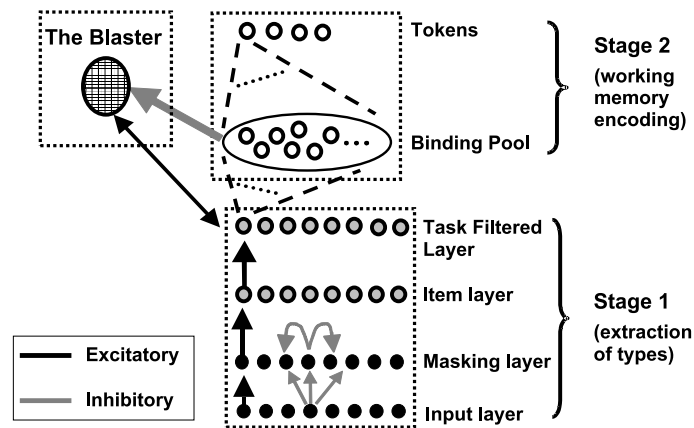 The Blaster
Tokens
Stage 2
(working
memory
encoding)
Binding Pool
Task Filtered
Layer
Item layer
Stage 1
(extraction
of types)
Masking layer
Input layer
Excitatory
Inhibitory